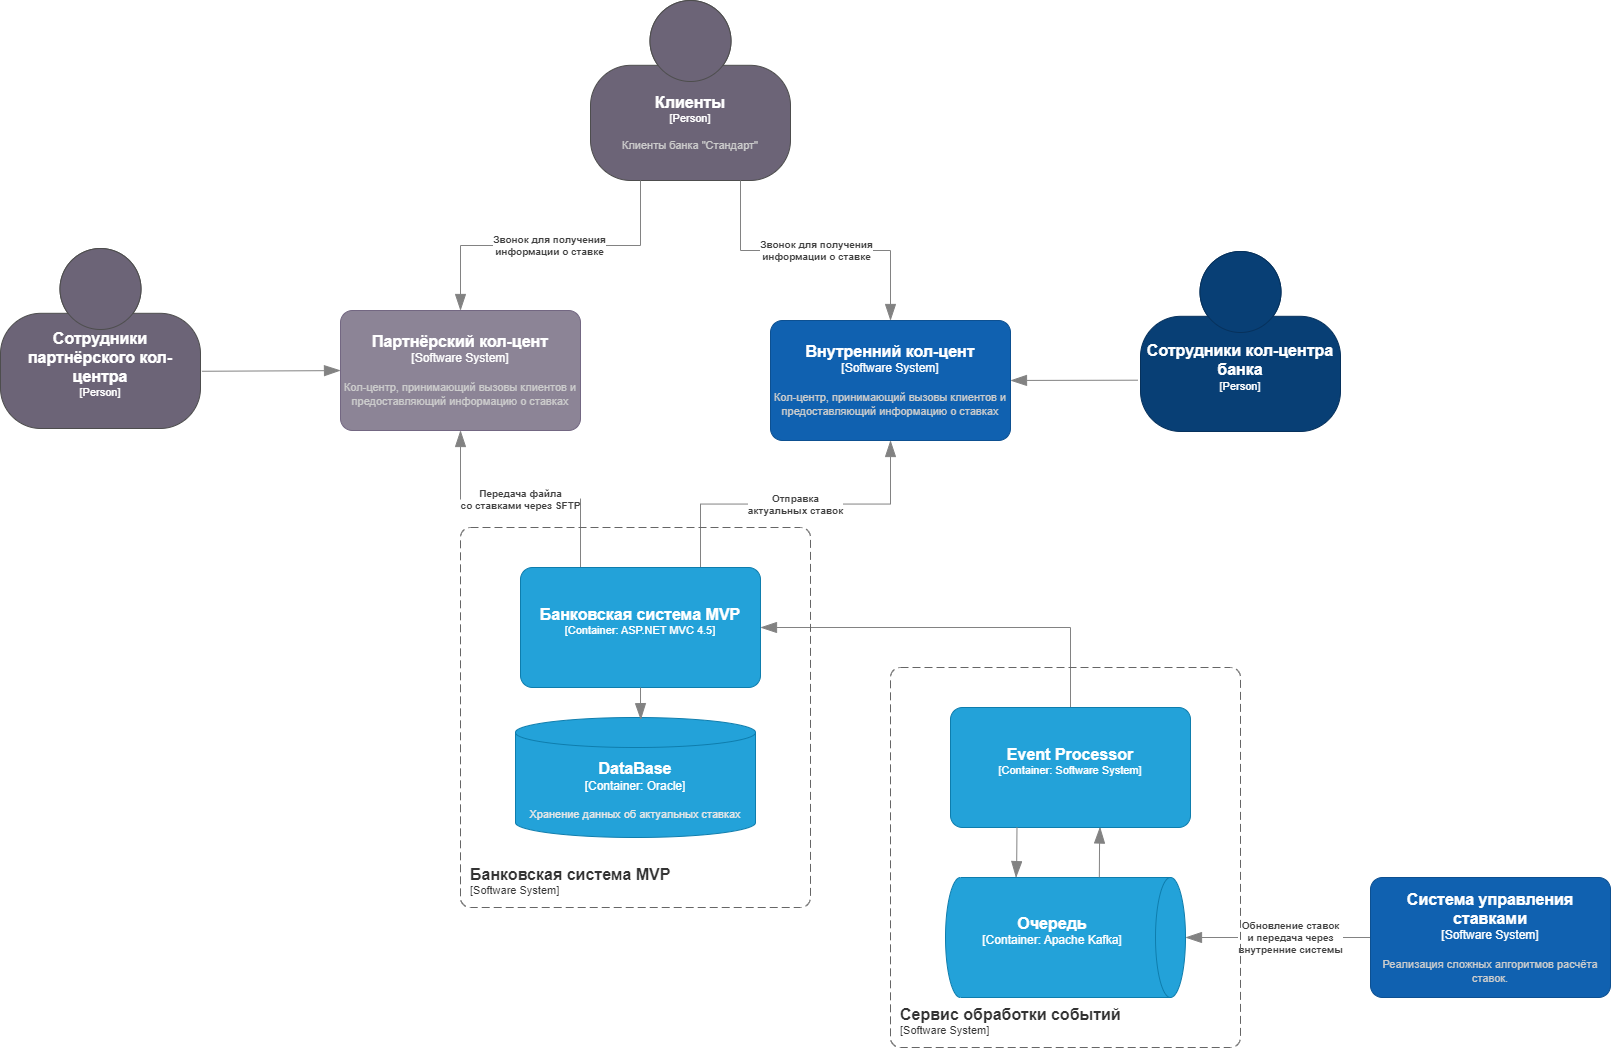 Клиенты
[Person]
Клиенты банка "Стандарт"
Звонок для получения
информации о ставке
Звонок для получения
информации о ставке
Сотрудники
партнёрского кол-
центра
[Person]
Партнёрский кол-цент
[Software System]
Кол-центр, принимающий вызовы клиентов и
предоставляющий информацию о ставках
Внутренний кол-цент
[Software System]
Кол-центр, принимающий вызовы клиентов и
предоставляющий информацию о ставках
Сотрудники кол-центра
банка
[Person]
Передача файла
со ставками через SFTP
Отправка
актуальных ставок
Банковская система MVP
[Container: ASP.NET MVC 4.5]
DataBase
[Container: Oracle]
Хранение данных об актуальных ставках
Банковская система MVP
[Software System]
Event Processor
[Container: Software System]
Очередь
[Container: Apache Kafka]
Сервис обработки событий
[Software System]
Обновление ставок
и передача через
внутренние системы
Система управления
ставками
[Software System]
Реализация сложных алгоритмов расчёта
ставок.